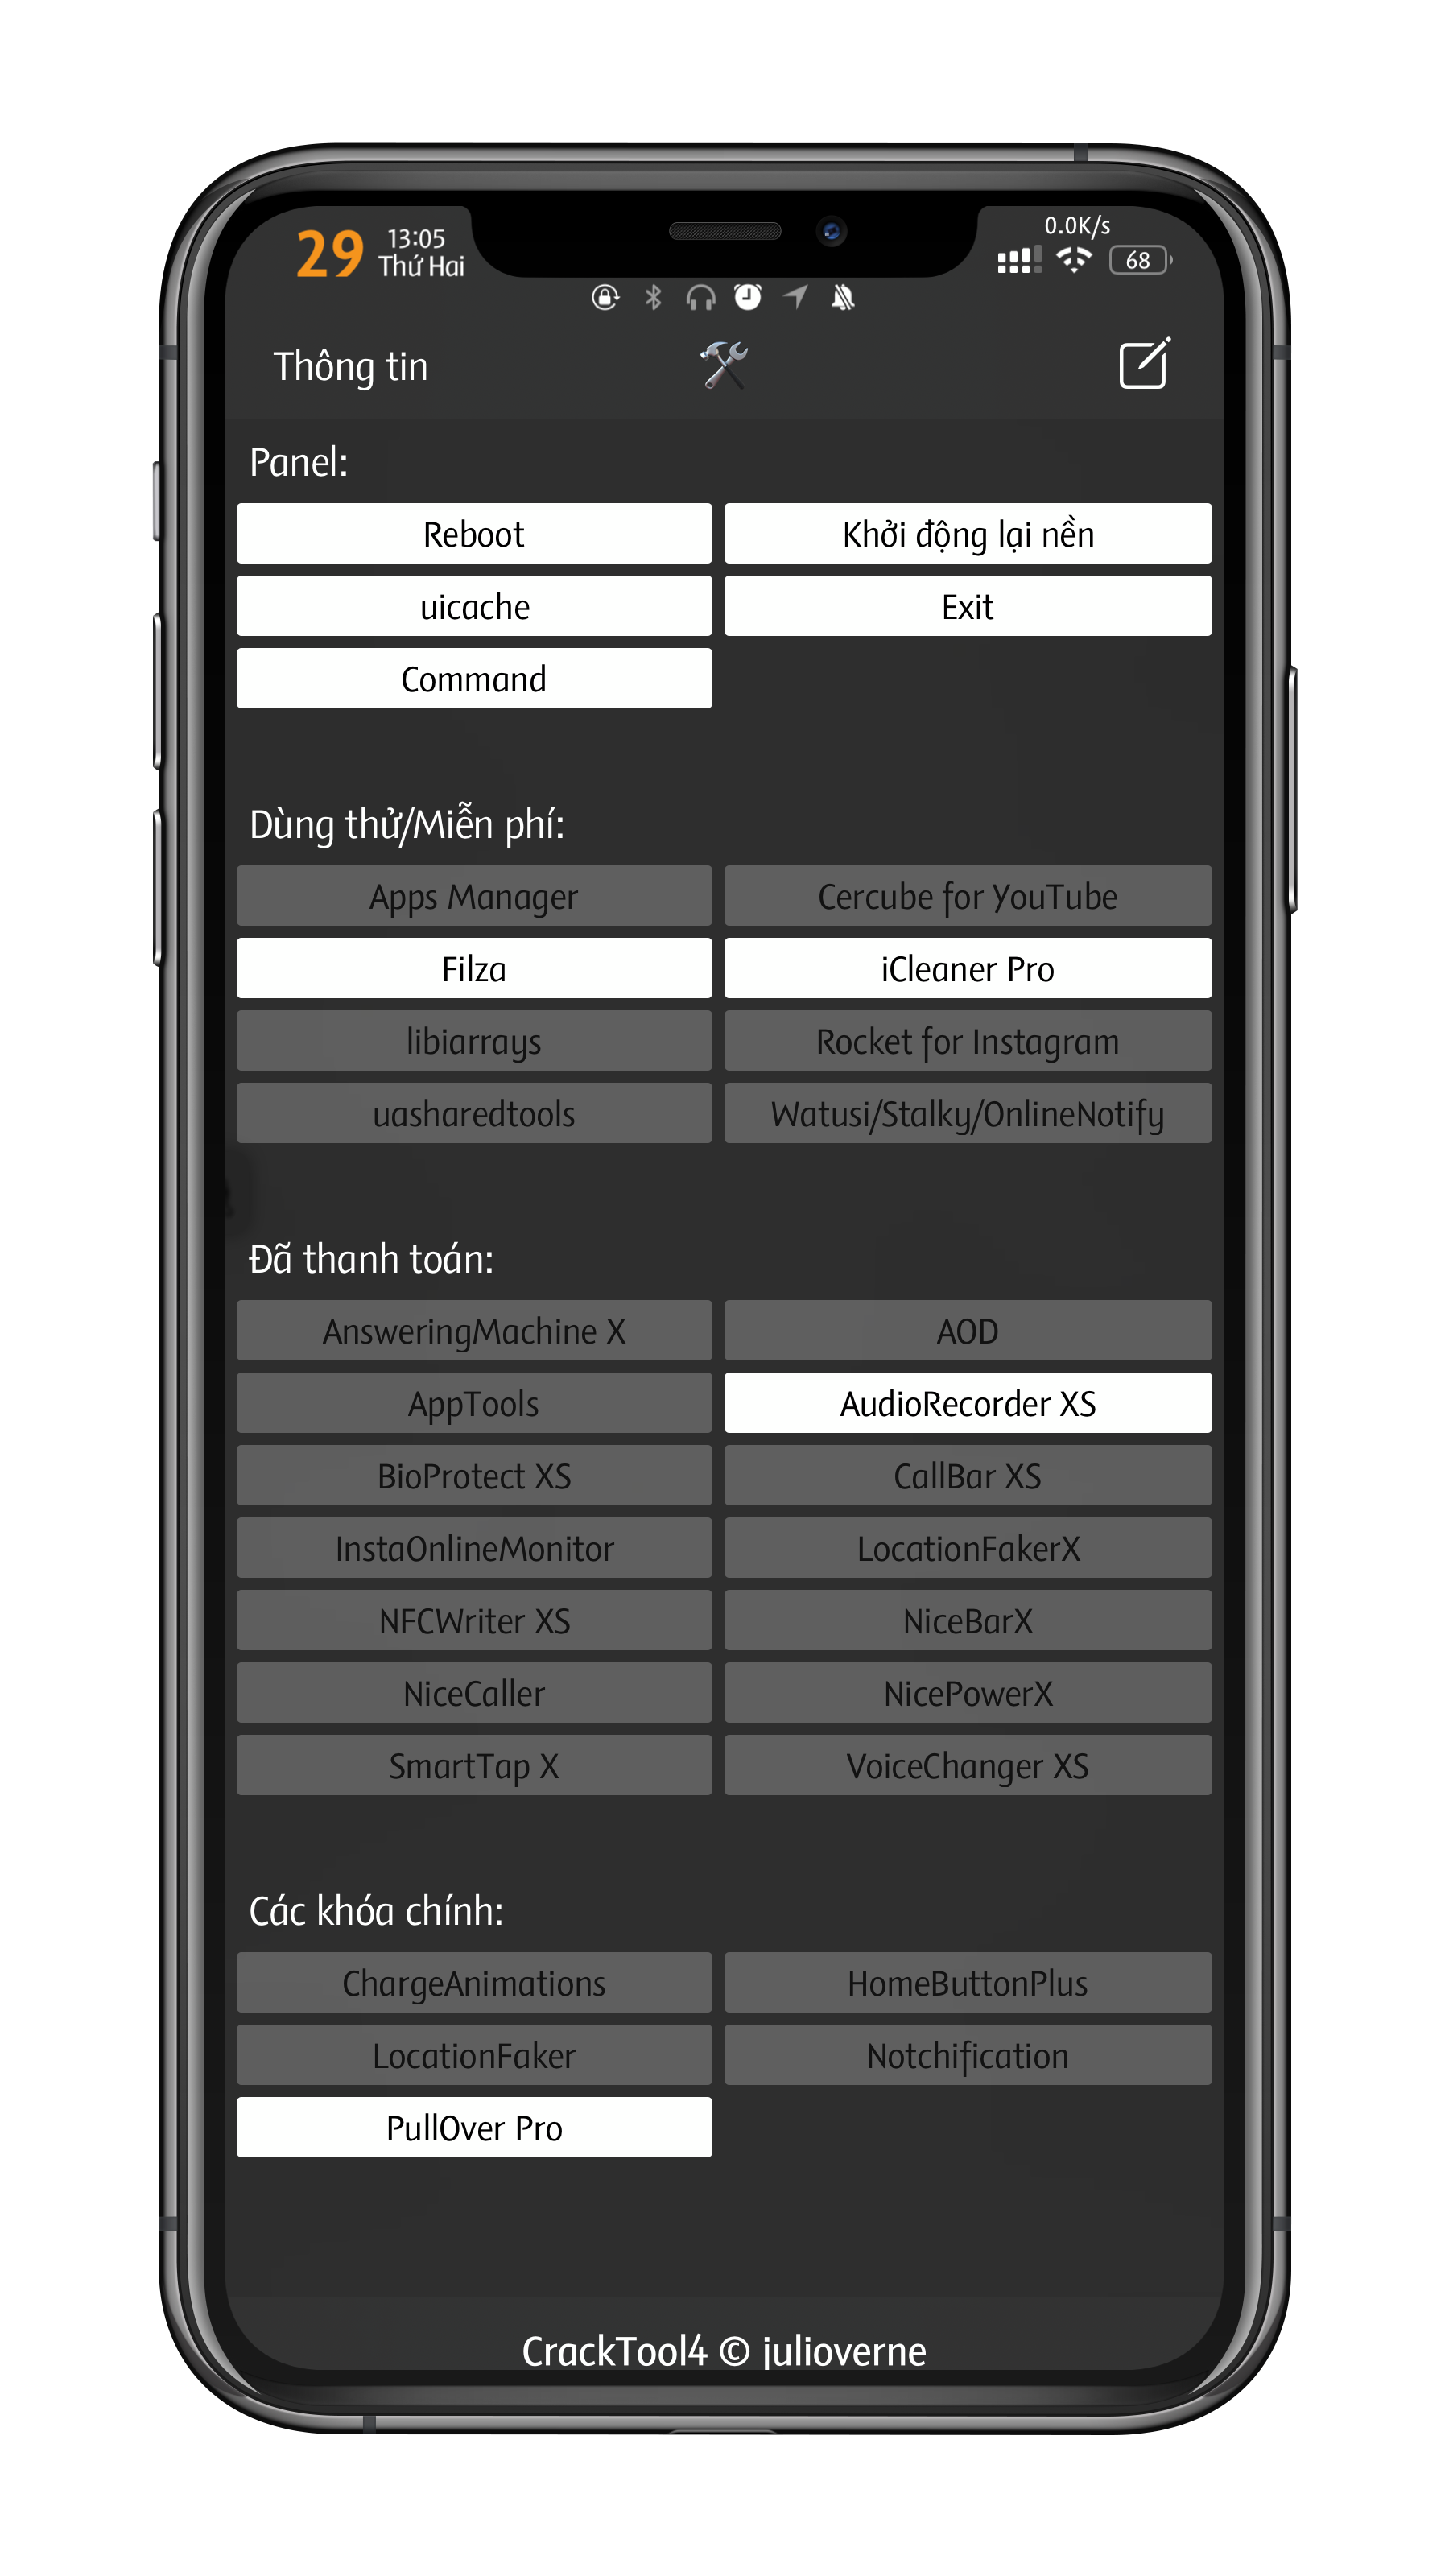 29
13:05
Thứ Hai
0.0K/s
68
Thông tin
Panel:
Reboot
Khởi động lại nền
uicache
Exit
Command
Dùng thử/Miễn phí:
Apps Manager
Cercube for YouTube
Filza
iCleaner Pro
libiarrays
Rocket for Instagram
uasharedtools
Watusi/Stalky/OnlineNotify
Đã thanh toán:
AnsweringMachine X
AOD
AppTools
AudioRecorder XS
BioProtect XS
CallBar XS
InstaOnlineMonitor
LocationFakerX
NFCWriter XS
NiceBarX
NiceCaller
NicePowerX
SmartTap X
VoiceChanger XS
Các khóa chính:
ChargeAnimations
HomeButtonPlus
LocationFaker
Notchification
PullOver Pro
CrackTool4 © julioverne